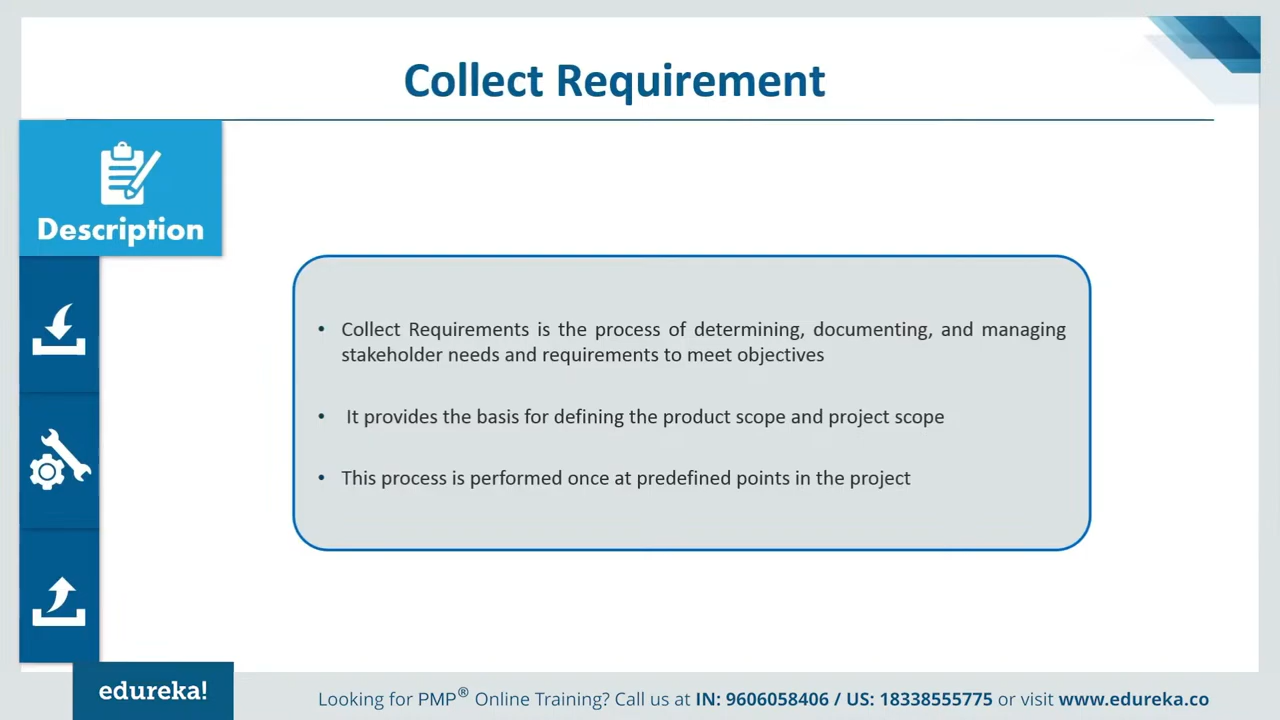 Collect Requirement
Description
• Collect Requirements is the process of determining, documenting, and managing
stakeholder needs and requirements to meet objectives
• It provides the basis for defining the product scope and project scope
• This process is performed once at predefined points in the project
edureka!
Looking for PMP® Online Training? Call us at IN: 9606058406 / US: 18338555775 or visit www.edureka.co